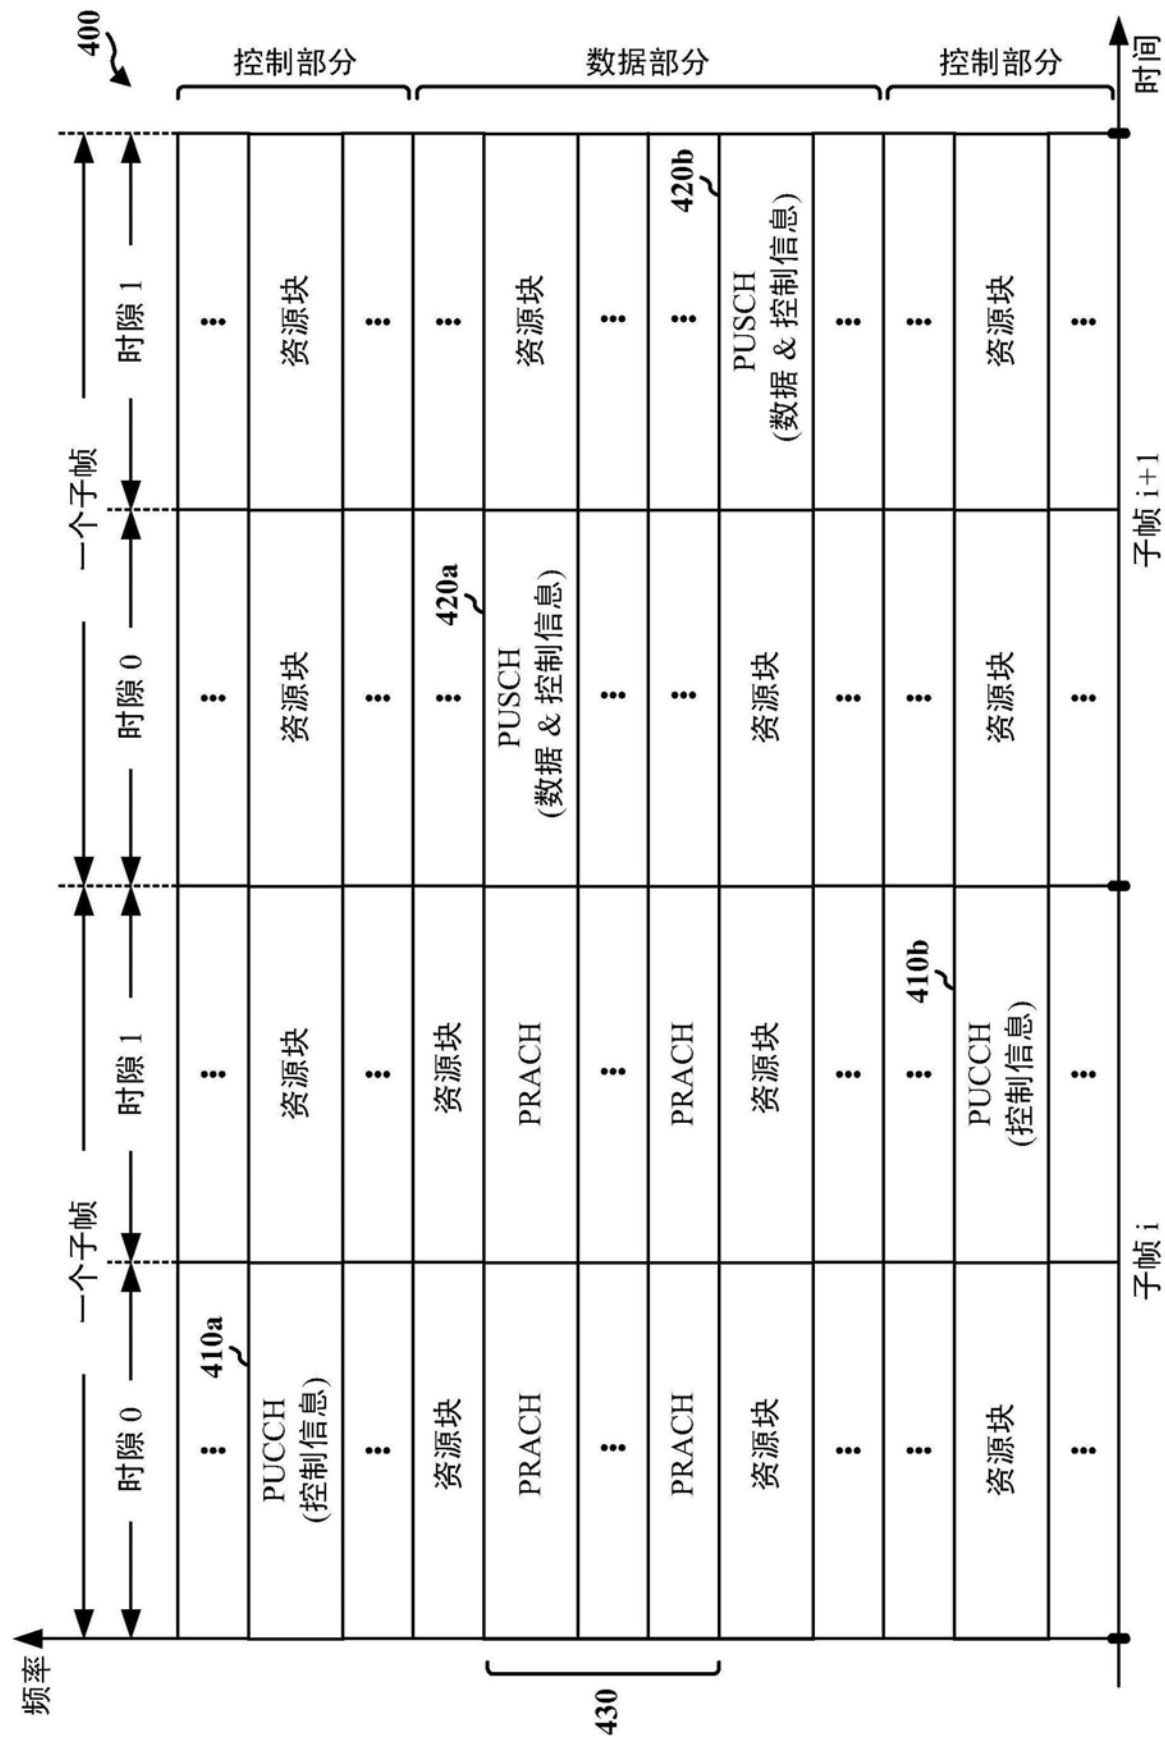 400
频率
一个子帧
一个子帧
时隙 0
时隙 1
时隙 0
时隙 1
410a
⋮
⋮
⋮
⋮
控制部分
PUCCH
(控制信息)
资源块
资源块
资源块
⋮
⋮
⋮
⋮
420a
资源块
资源块
⋮
⋮
数据部分
430
PRACH
PRACH
PUSCH
(数据 & 控制信息)
资源块
⋮
⋮
⋮
⋮
420b
PRACH
PRACH
⋮
⋮
资源块
资源块
资源块
PUSCH
(数据 & 控制信息)
⋮
⋮
⋮
⋮
410b
⋮
⋮
⋮
⋮
控制部分
资源块
PUCCH
(控制信息)
资源块
资源块
⋮
⋮
⋮
⋮
子帧 i
子帧 i+1
时间